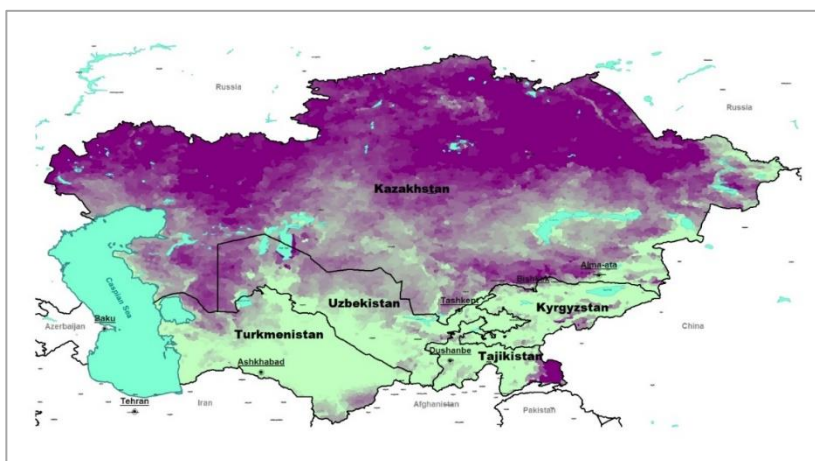 Russia
Russia
Kazakhstan
Alma-ata
Bishkek
Caspian Sea
Uzbekistan
Tashkent
Kyrgyzstan
Azerbaijan
Baku
Turkmenistan
China
Dushanbe
Tajikistan
Ashkhabad
Tehran
Iran
Afghanistan
Pakistan